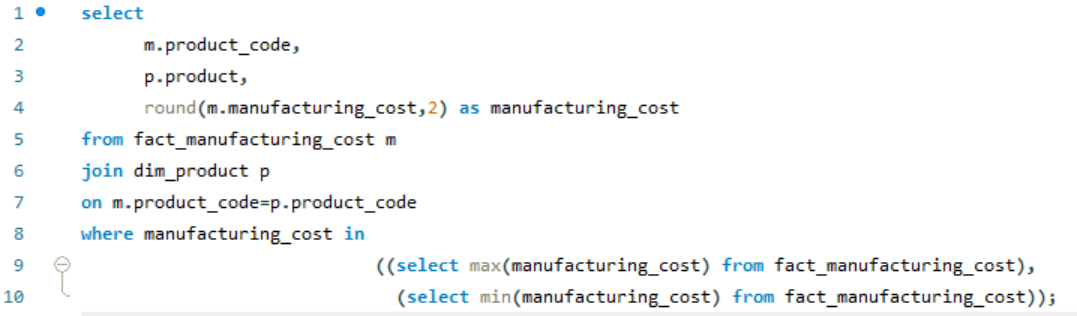 1 select
2 m.product_code,
3 p.product,
4 round(m.manufacturing_cost,2) as manufacturing_cost
5 from fact_manufacturing_cost m
6 join dim_product p
7 on m.product_code=p.product_code
8 where manufacturing_cost in
9 ((select max(manufacturing_cost) from fact_manufacturing_cost),
10 (select min(manufacturing_cost) from fact_manufacturing_cost));